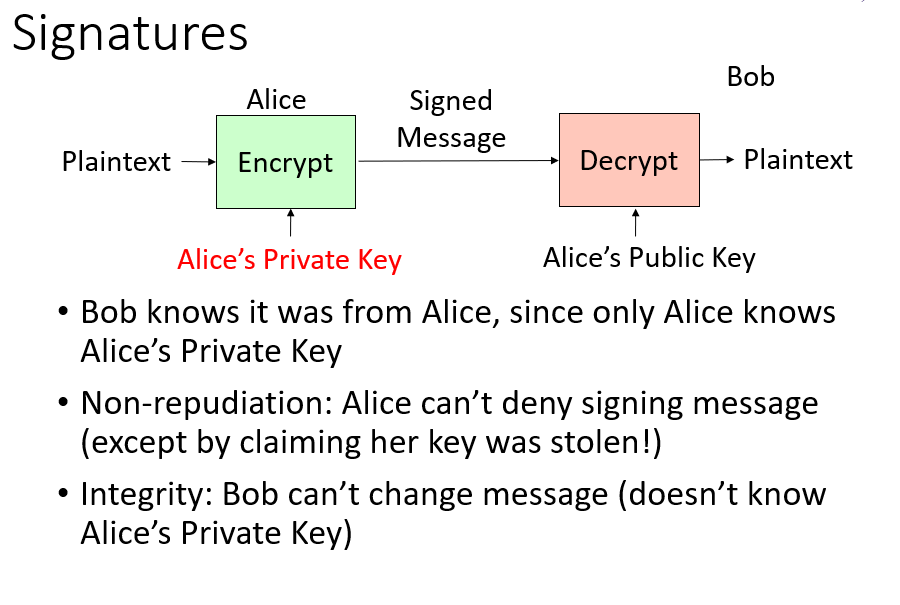 Signatures
Bob
Alice
Signed
Message
Plaintext
Encrypt
Decrypt
Plaintext
Alice’s Private Key
Alice’s Public Key
• Bob knows it was from Alice, since only Alice knows
Alice’s Private Key
• Non-repudiation: Alice can’t deny signing message
(except by claiming her key was stolen!)
• Integrity: Bob can’t change message (doesn’t know
Alice’s Private Key)